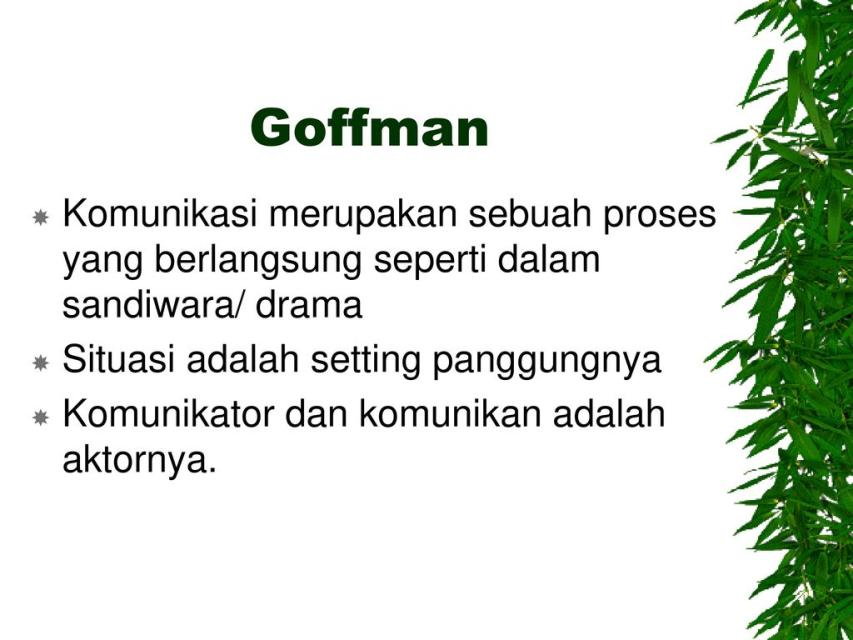 Goffman
Komunikasi merupakan sebuah proses
yang berlangsung seperti dalam
sandiwara/ drama
Situasi adalah setting panggungnya
Komunikator dan komunikan adalah
aktornya.